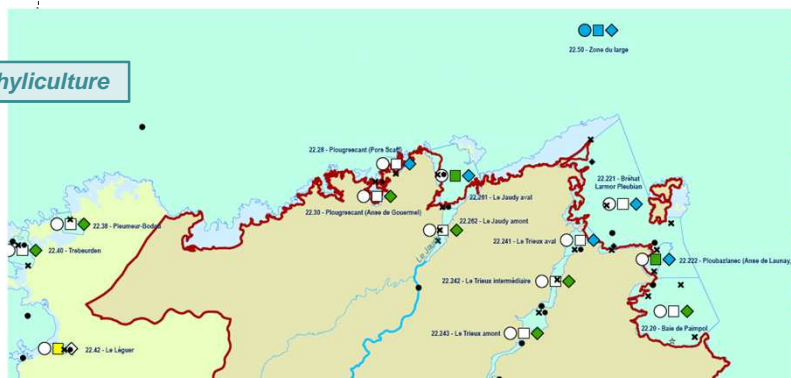 hyliculture
22.50 - Zone du large
22.28 - Plougrescant (Pors Scaff)
22.30 - Plougrescant (Anse de Gouermel)
22.261 - Le Jaudy aval
22.262 - Le Jaudy amont
22.221 - Bréhat
Larmor Pleubian
22.241 - Le Trieux aval
22.38 - Pleumeur-Bodou
22.40 - Trebeurden
22.222 - Ploubazlanec (Anse de Launay,
22.242 - Le Trieux intermédiaire
22.20 - Baie de Paimpol
22.243 - Le Trieux amont
22.42 - Le Léguer